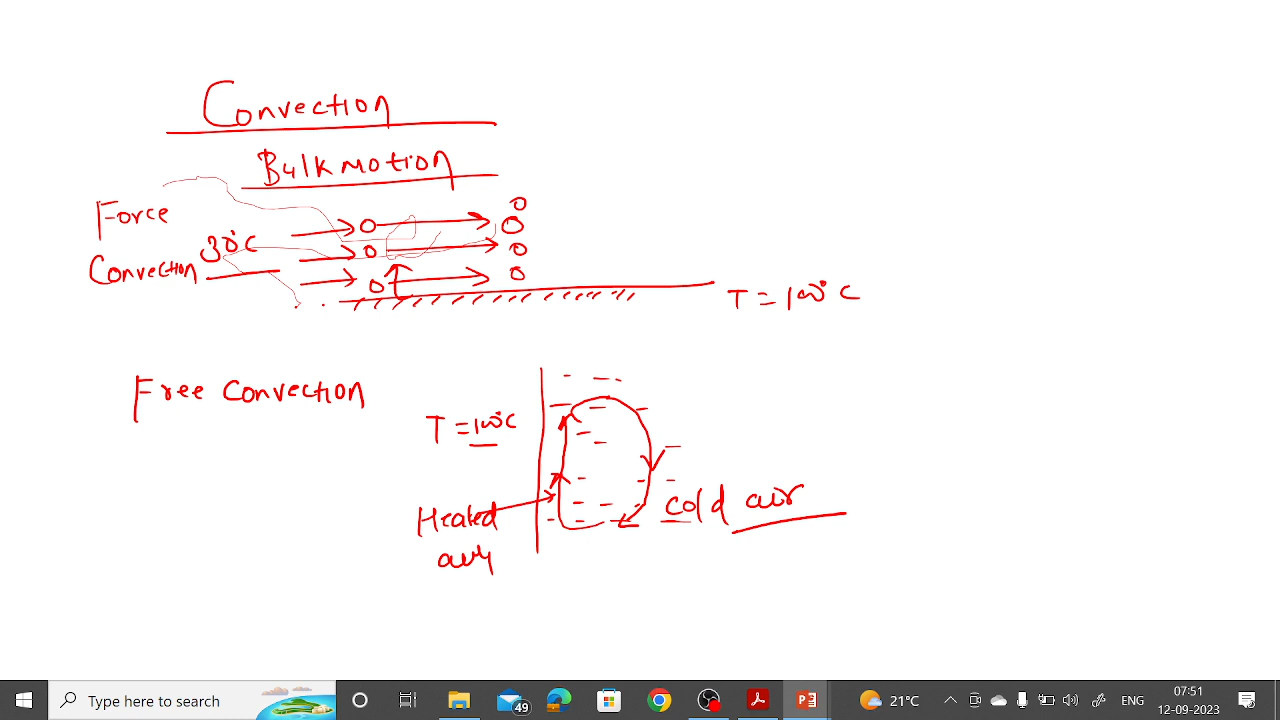 Convection
Bulk motion
Force
30°C
Convection
T = 100°C
Free Convection
T = 100°C
Heated
air
cold air
Type here to search
49
21°C
ENG
07:51
12-09-2023